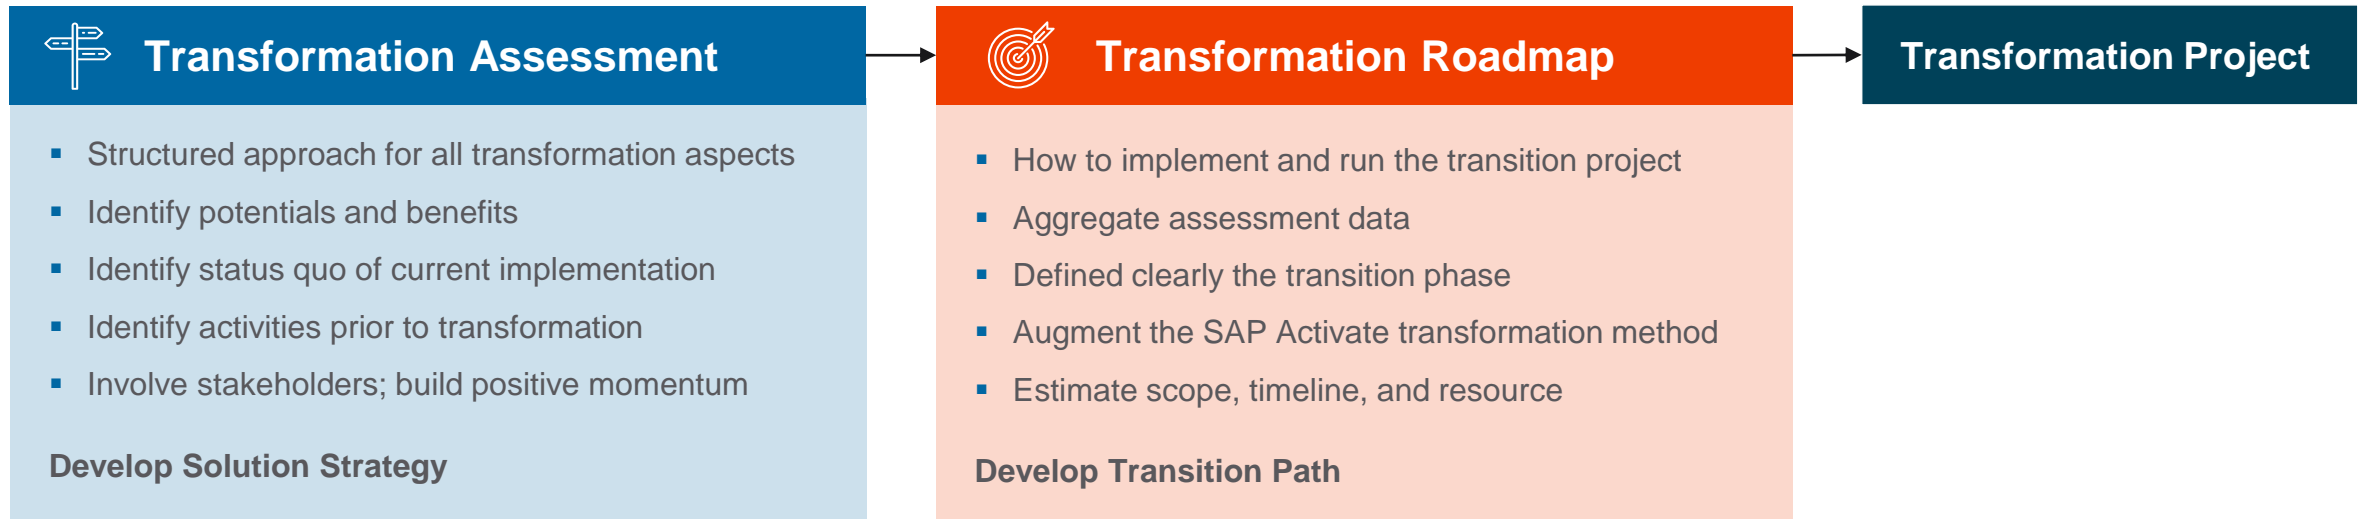 Transformation Assessment
▪ Structured approach for all transformation aspects
▪ Identify potentials and benefits
▪ Identify status quo of current implementation
▪ Identify activities prior to transformation
▪ Involve stakeholders; build positive momentum
Develop Solution Strategy
Transformation Roadmap
▪ How to implement and run the transition project
▪ Aggregate assessment data
▪ Defined clearly the transition phase
▪ Augment the SAP Activate transformation method
▪ Estimate scope, timeline, and resource
Develop Transition Path
Transformation Project